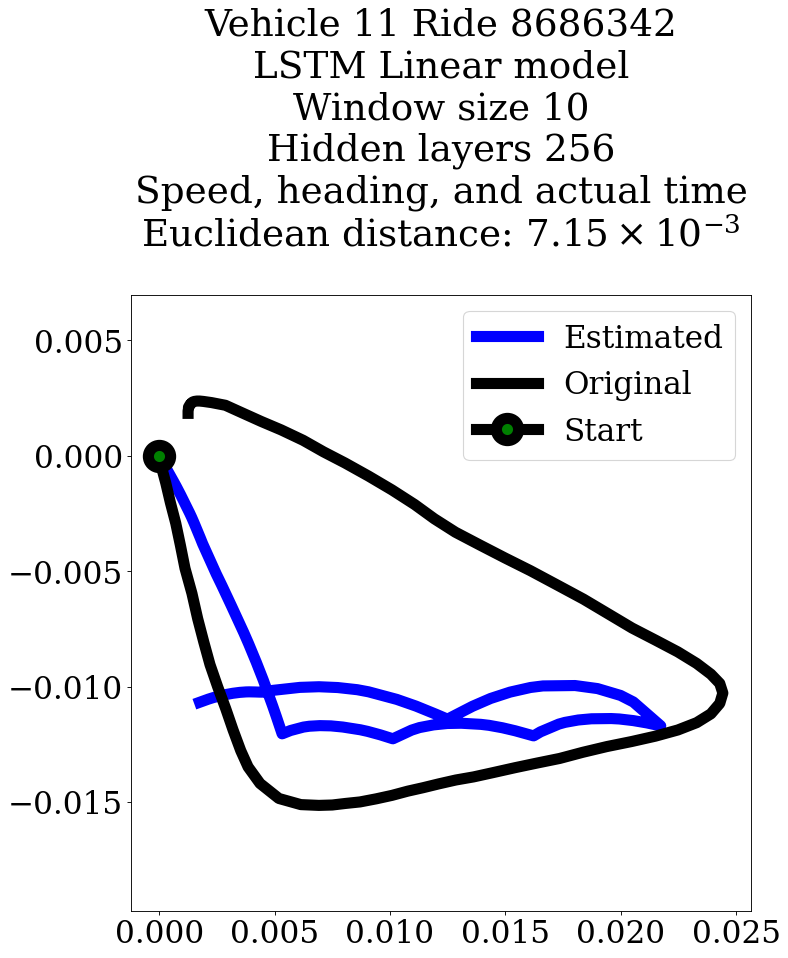 Vehicle 11 Ride 8686342
LSTM Linear model
Window size 10
Hidden layers 256
Speed, heading, and actual time
Euclidean distance: 7.15 × 10⁻³
Estimated
Original
Start
0.005
0.000
−0.005
−0.010
−0.015
0.000 0.005 0.010 0.015 0.020 0.025